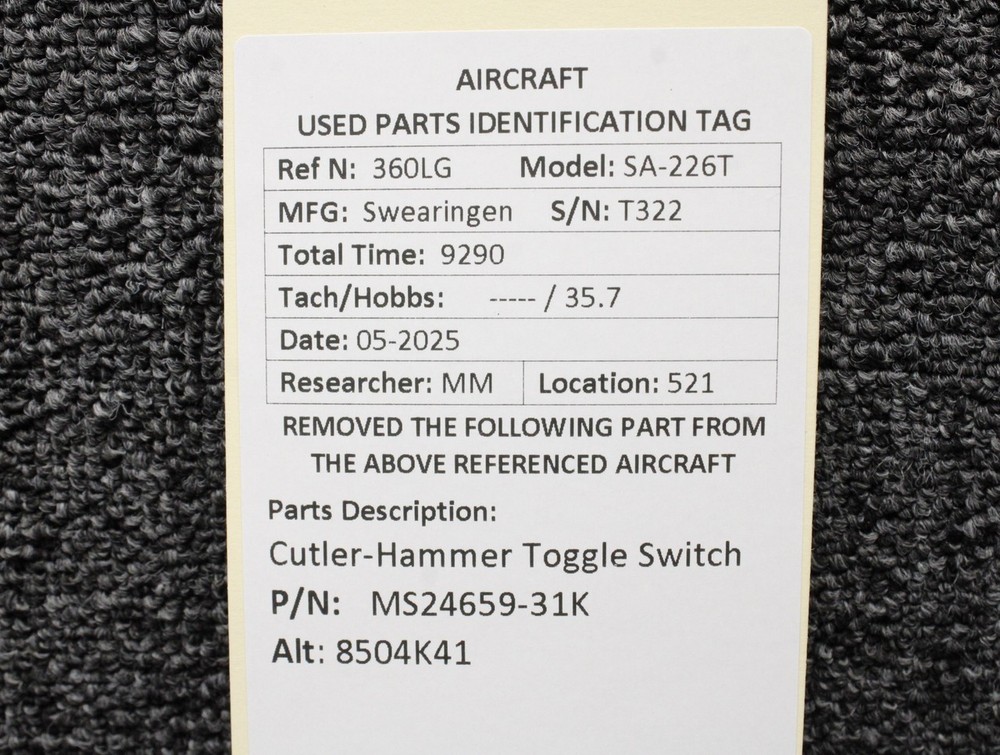 AIRCRAFT
USED PARTS IDENTIFICATION TAG
Ref N: 360LG Model: SA-226T
MFG: Swearingen S/N: T322
Total Time: 9290
Tach/Hobbs: ----- / 35.7
Date: 05-2025
Researcher: MM Location: 521
REMOVED THE FOLLOWING PART FROM
THE ABOVE REFERENCED AIRCRAFT
Parts Description:
Cutler-Hammer Toggle Switch
P/N: MS24659-31K
Alt: 8504K41